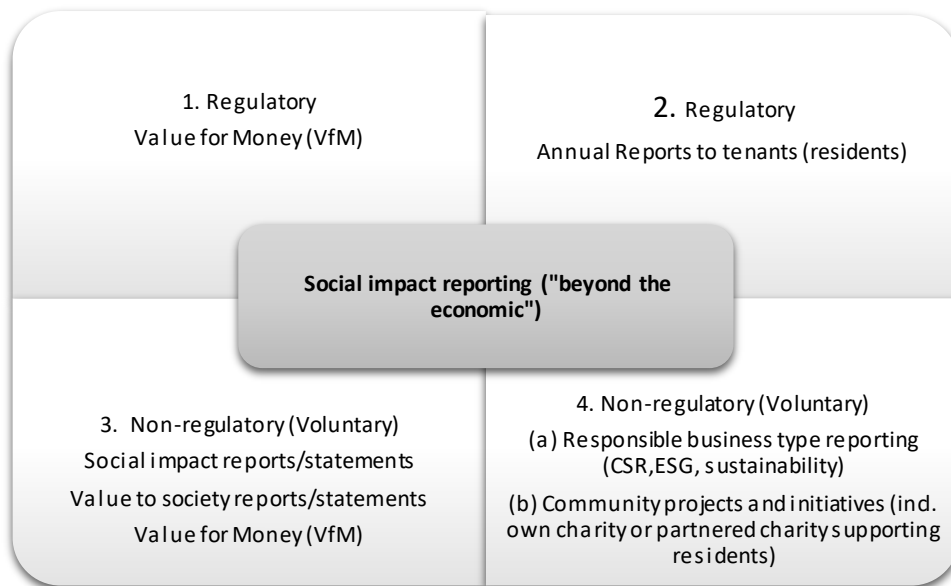 1. Regulatory
Value for Money (VfM)
2. Regulatory
Annual Reports to tenants (residents)
Social impact reporting ("beyond the
economic")
3. Non-regulatory (Voluntary)
Social impact reports/statements
Value to society reports/statements
Value for Money (VfM)
4. Non-regulatory (Voluntary)
(a) Responsible business type reporting
(CSR,ESG, sustainability)
(b) Community projects and initiatives (ind.
own charity or partnered charity supporting
residents)